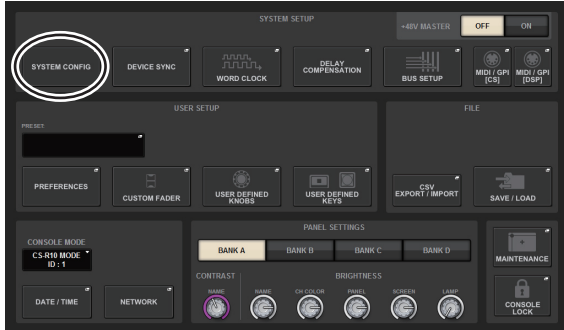 SYSTEM SETUP
+48V MASTER
OFF
ON
SYSTEM CONFIG
DEVICE SYNC
WORD CLOCK
DELAY
COMPENSATION
BUS SETUP
MIDI / GPI
[CS]
MIDI / GPI
[DSP]
USER SETUP
PRESET
PREFERENCES
CUSTOM FADER
USER DEFINED
KNOBS
USER DEFINED
KEYS
FILE
CSV
EXPORT / IMPORT
SAVE / LOAD
CONSOLE MODE
CS-R10 MODE
ID : 1
DATE / TIME
NETWORK
PANEL SETTINGS
BANK A
BANK B
BANK C
BANK D
CONTRAST
BRIGHTNESS
NAME
NAME
CH COLOR
PANEL
SCREEN
LAMP
MAINTENANCE
CONSOLE
LOCK